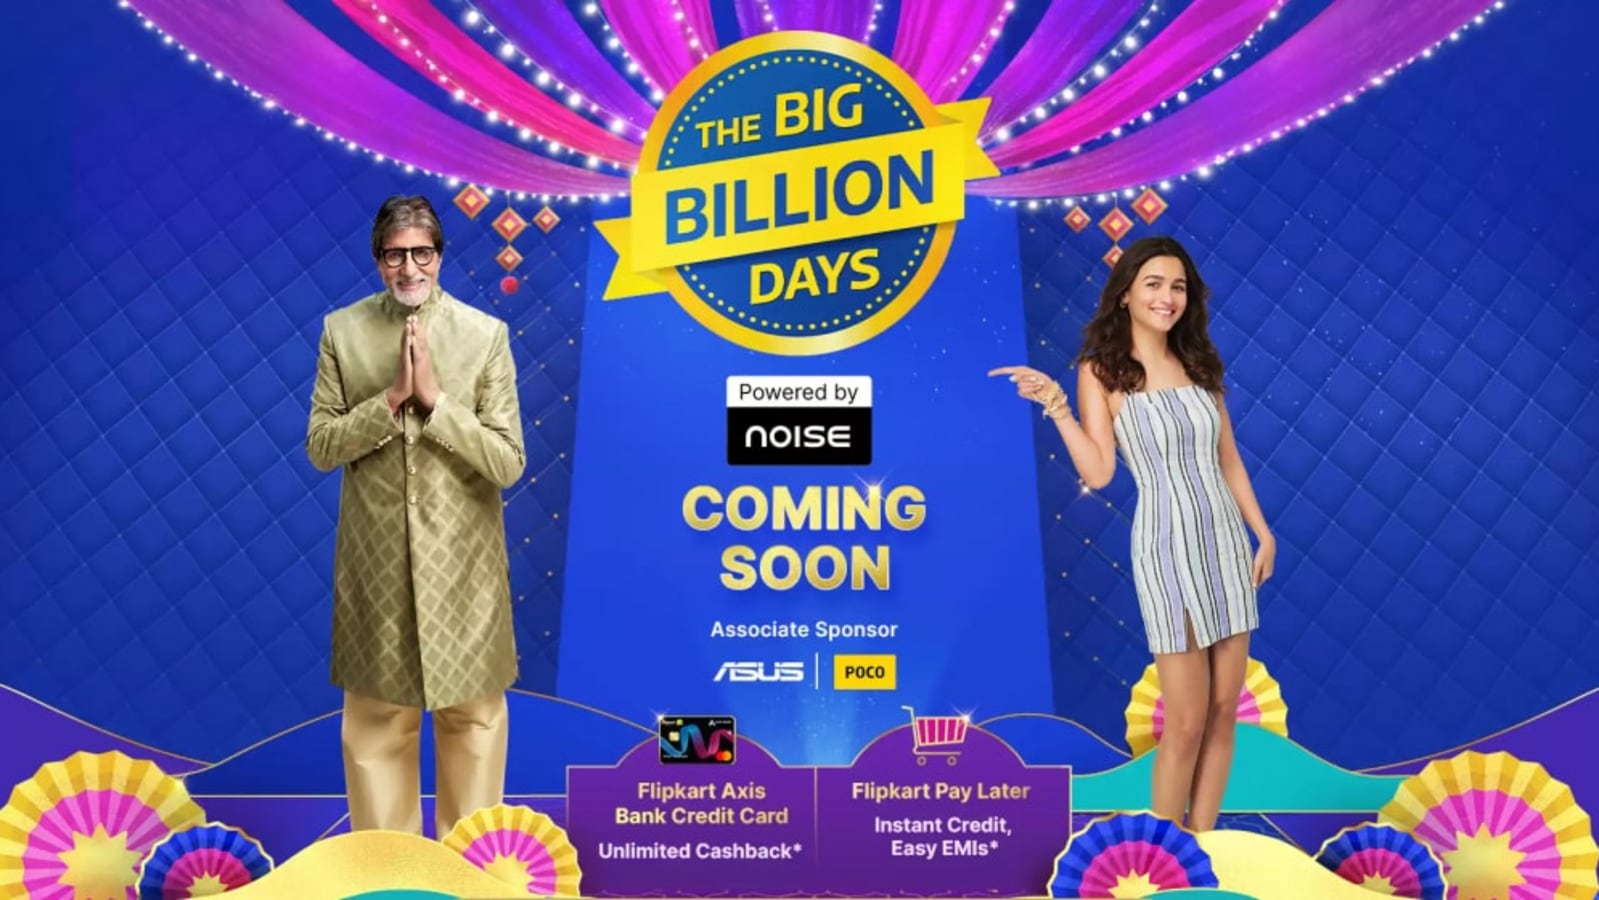 THE BIG
BILLION
DAYS
Powered by
noise
COMING
SOON
Associate Sponsor
ASUS
POCO
Flipkart Axis
Bank Credit Card
Unlimited Cashback*
Flipkart Pay Later
Instant Credit,
Easy EMIs*